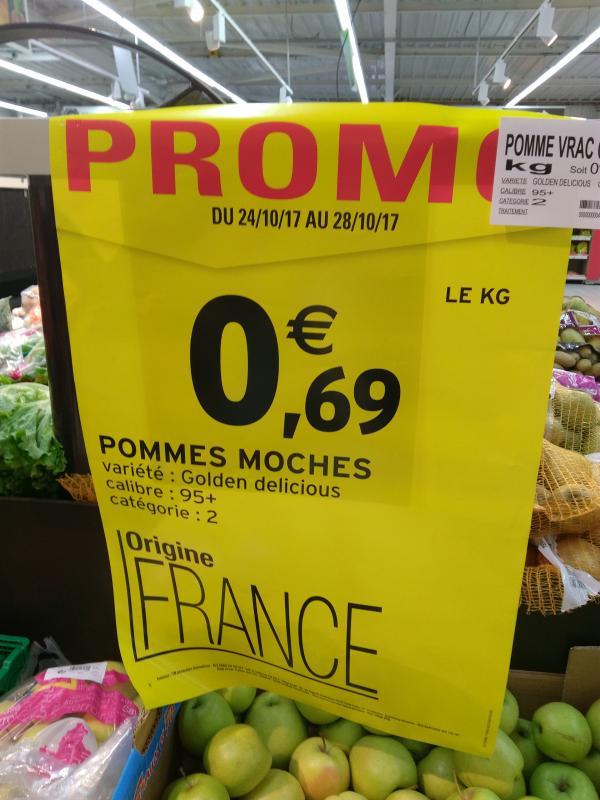 PROMO
DU 24/10/17 AU 28/10/17
POMME VRAC
kg Soit
VARIETE GOLDEN DELICIOUS
CALIBRE 95+
CATEGORIE 2
TRAITEMENT
LE KG
0,69 €
POMMES MOCHES
variété : Golden delicious
calibre : 95+
catégorie : 2
Origine
FRANCE